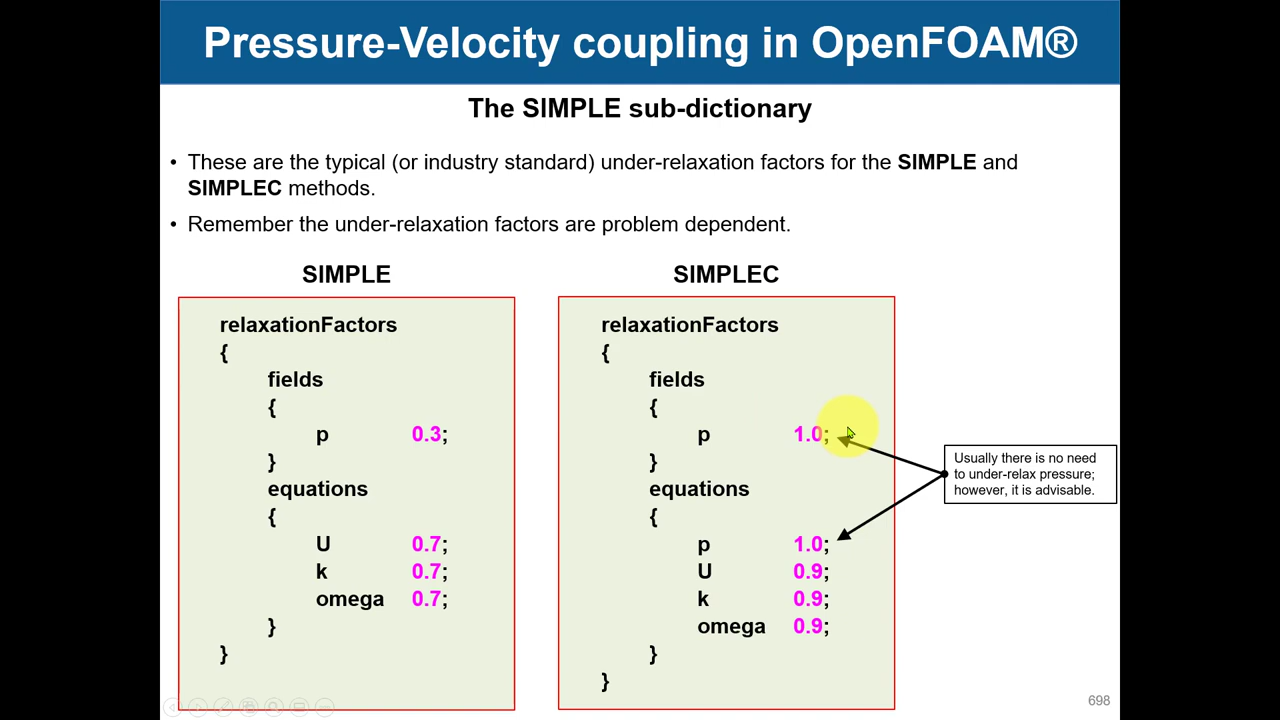 Pressure-Velocity coupling in OpenFOAM®
The SIMPLE sub-dictionary
• These are the typical (or industry standard) under-relaxation factors for the SIMPLE and
SIMPLEC methods.
• Remember the under-relaxation factors are problem dependent.
SIMPLE
relaxationFactors
{
fields
{
p 0.3;
}
equations
{
U 0.7;
k 0.7;
omega 0.7;
}
}
SIMPLEC
relaxationFactors
{
fields
{
p 1.0;
}
equations
{
p 1.0;
U 0.9;
k 0.9;
omega 0.9;
}
}
Usually there is no need
to under-relax pressure;
however, it is advisable.
698